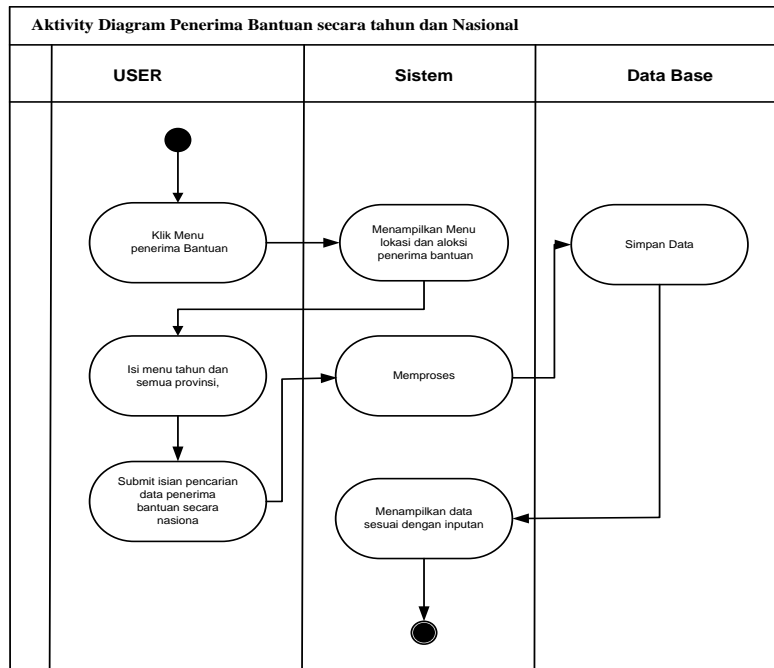 Aktivity Diagram Penerima Bantuan secara tahun dan Nasional
USER
Sistem
Data Base
Klik Menu
penerima Bantuan
Menampilkan Menu
lokasi dan aloksi
penerima bantuan
Simpan Data
Isi menu tahun dan
semua provinsi,
Memproses
Submit isian pencarian
data penerima
bantuan secara
nasiona
Menampilkan data
sesuai dengan inputan